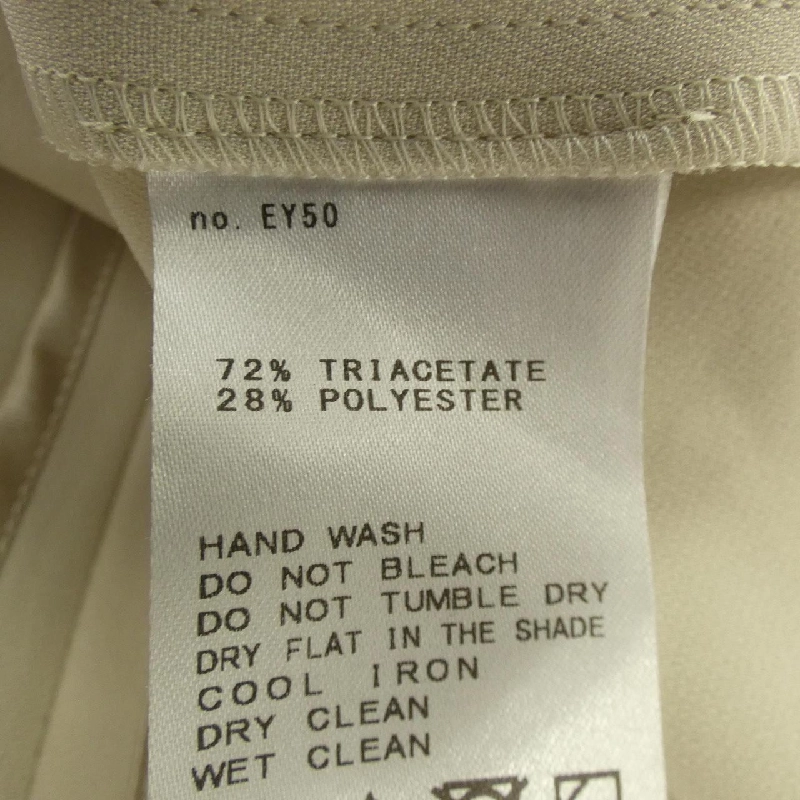 no. EY50
72% TRIACETATE
28% POLYESTER
HAND WASH
DO NOT BLEACH
DO NOT TUMBLE DRY
DRY FLAT IN THE SHADE
COOL IRON
DRY CLEAN
WET CLEAN